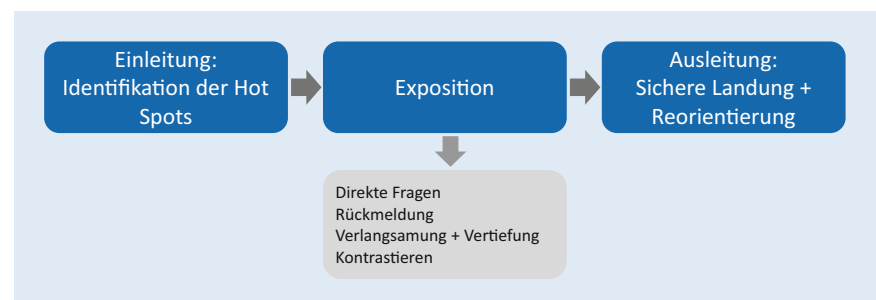 Einleitung:
Identifikation der Hot
Spots
Exposition
Ausleitung:
Sichere Landung +
Reorientierung
Direkte Fragen
Rückmeldung
Verlangsamung + Vertiefung
Kontrastieren